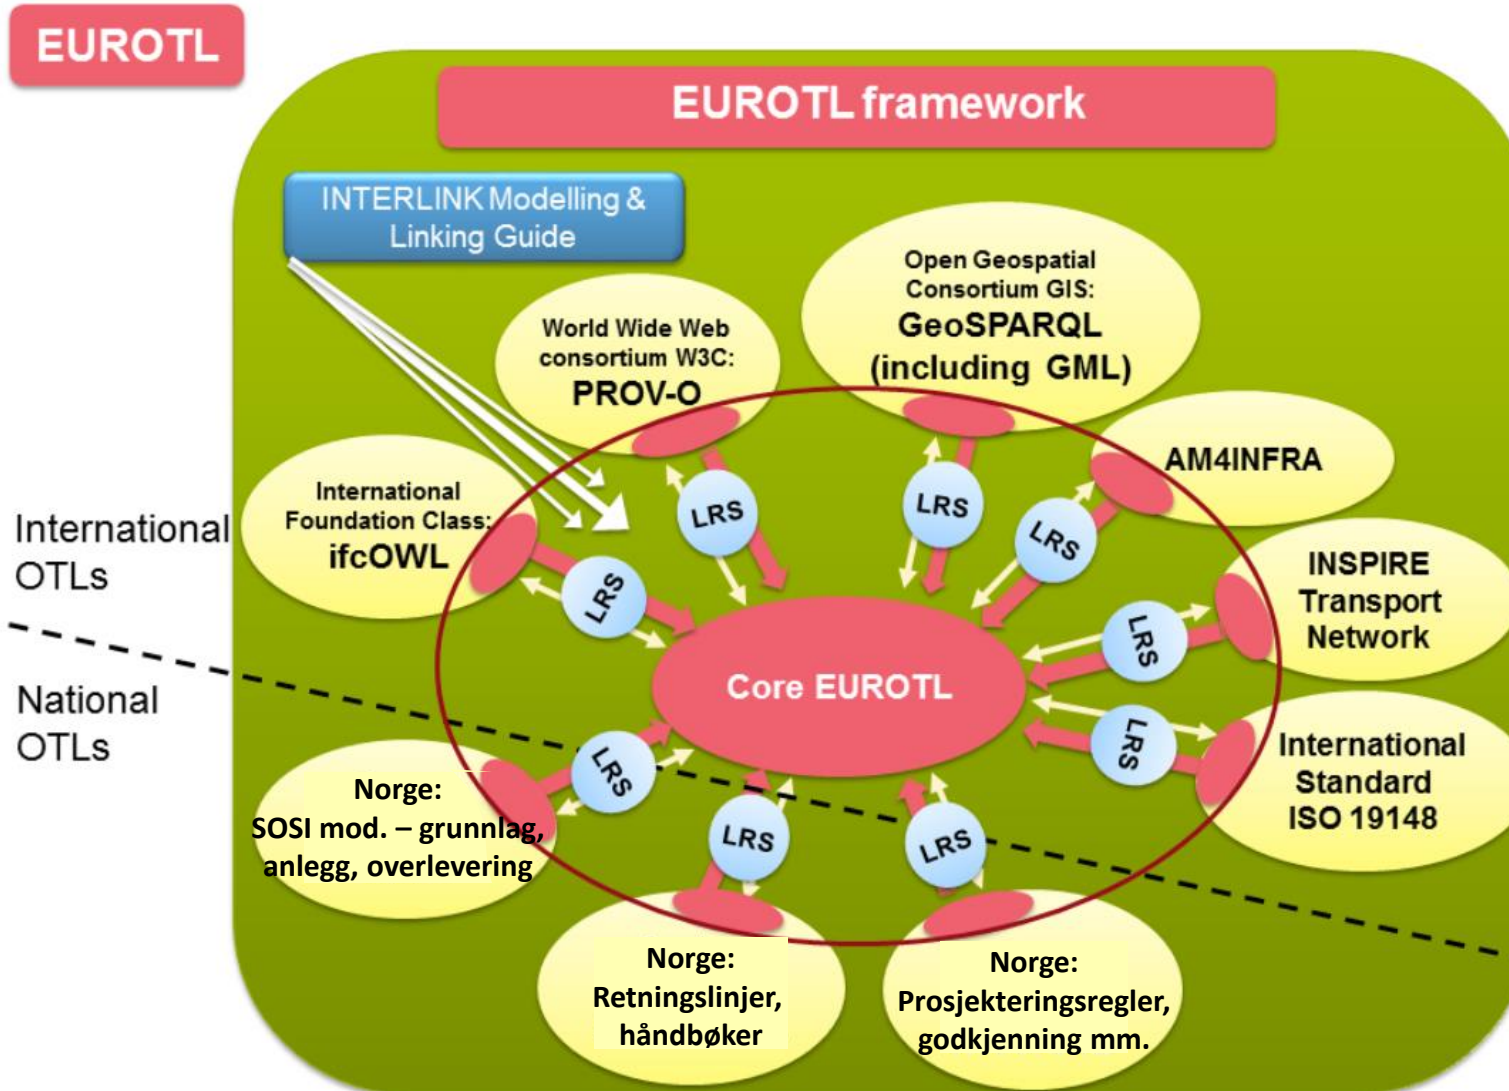 EUROTL
EUROTL framework
INTERLINK Modelling &
Linking Guide
Open Geospatial
Consortium GIS:
GeoSPARQL
(including GML)
World Wide Web
consortium W3C:
PROV-O
AM4INFRA
International
Foundation Class:
ifcOWL
LRS
LRS
LRS
LRS
International
OTLs
INSPIRE
Transport
Network
LRS
Core EUROTL
National
OTLs
LRS
International
Standard
ISO 19148
LRS
Norge:
SOSI mod. – grunnlag,
anlegg, overlevering
LRS
LRS
Norge:
Retningslinjer,
håndbøker
Norge:
Prosjekteringsregler,
godkjenning mm.